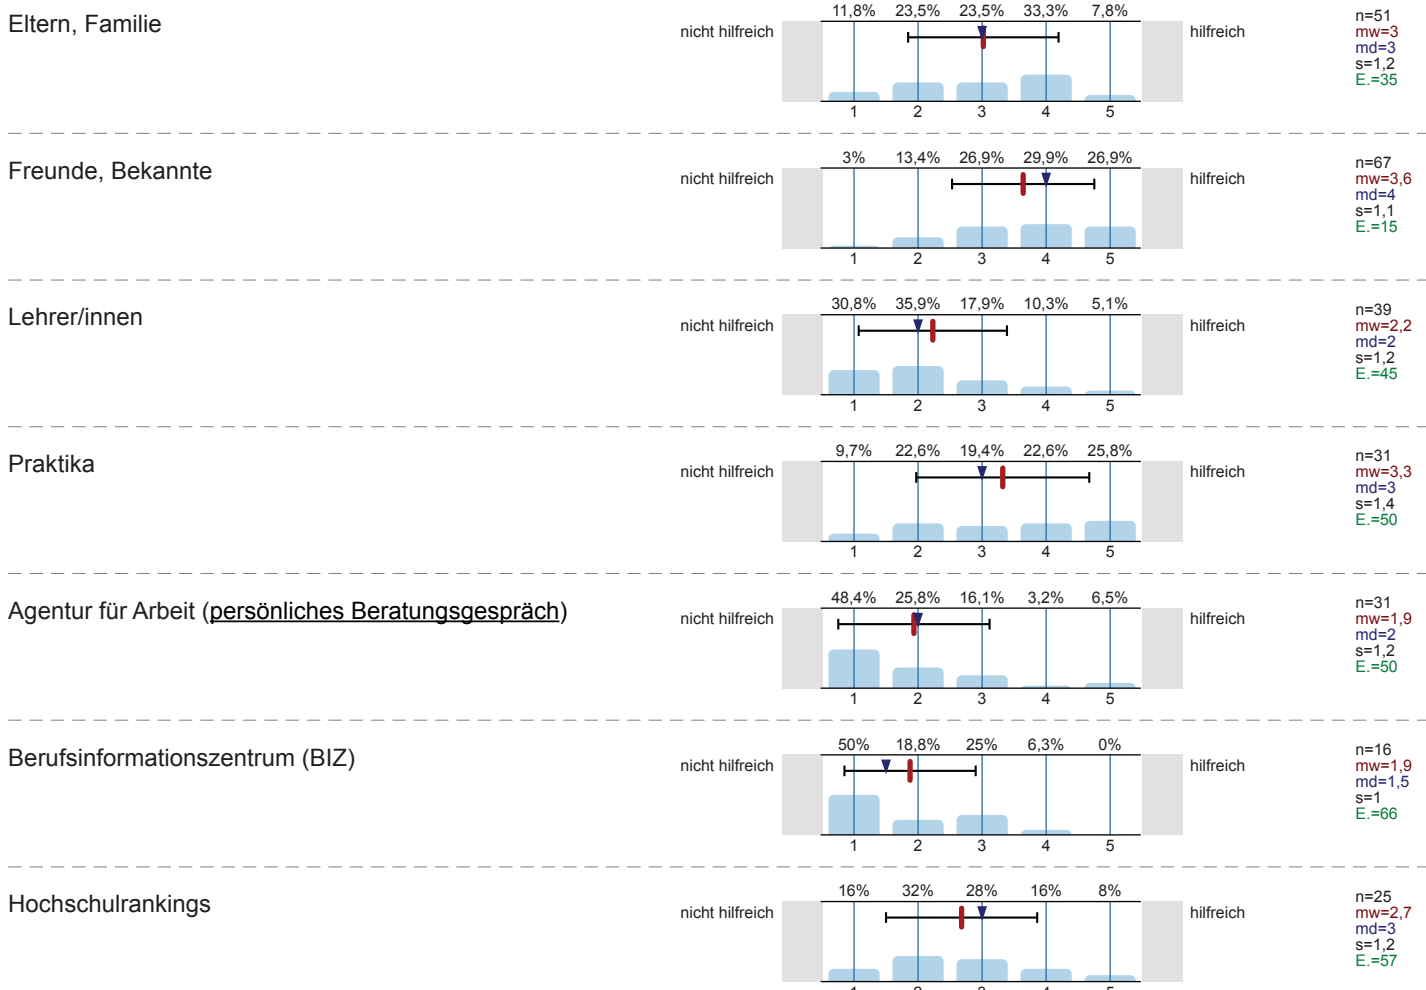 Eltern, Familie
11,8% 23,5% 23,5% 33,3% 7,8%
nicht hilfreich hilfreich
1 2 3 4 5
n=51
mw=3
md=3
s=1,2
E.=35
Freunde, Bekannte
3% 13,4% 26,9% 29,9% 26,9%
nicht hilfreich hilfreich
1 2 3 4 5
n=67
mw=3,6
md=4
s=1,1
E.=15
Lehrer/innen
30,8% 35,9% 17,9% 10,3% 5,1%
nicht hilfreich hilfreich
1 2 3 4 5
n=39
mw=2,2
md=2
s=1,2
E.=45
Praktika
9,7% 22,6% 19,4% 22,6% 25,8%
nicht hilfreich hilfreich
1 2 3 4 5
n=31
mw=3,3
md=3
s=1,4
E.=50
Agentur für Arbeit (persönliches Beratungsgespräch)
48,4% 25,8% 16,1% 3,2% 6,5%
nicht hilfreich hilfreich
1 2 3 4 5
n=31
mw=1,9
md=2
s=1,2
E.=50
Berufsinformationszentrum (BIZ)
50% 18,8% 25% 6,3% 0%
nicht hilfreich hilfreich
1 2 3 4 5
n=16
mw=1,9
md=1,5
s=1
E.=66
Hochschulrankings
16% 32% 28% 16% 8%
nicht hilfreich hilfreich
1 2 3 4 5
n=25
mw=2,7
md=3
s=1,2
E.=57